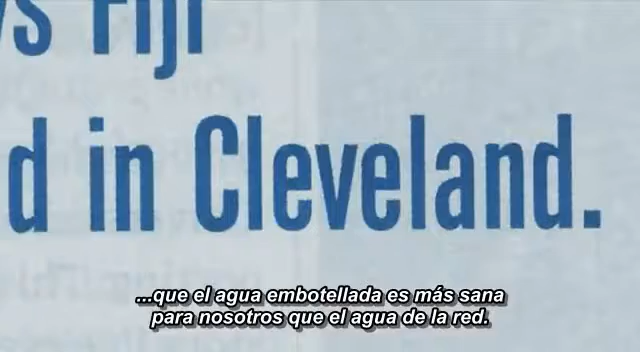 s Fiji
d in Cleveland.
...que el agua embotellada es más sana
para nosotros que el agua de la red.